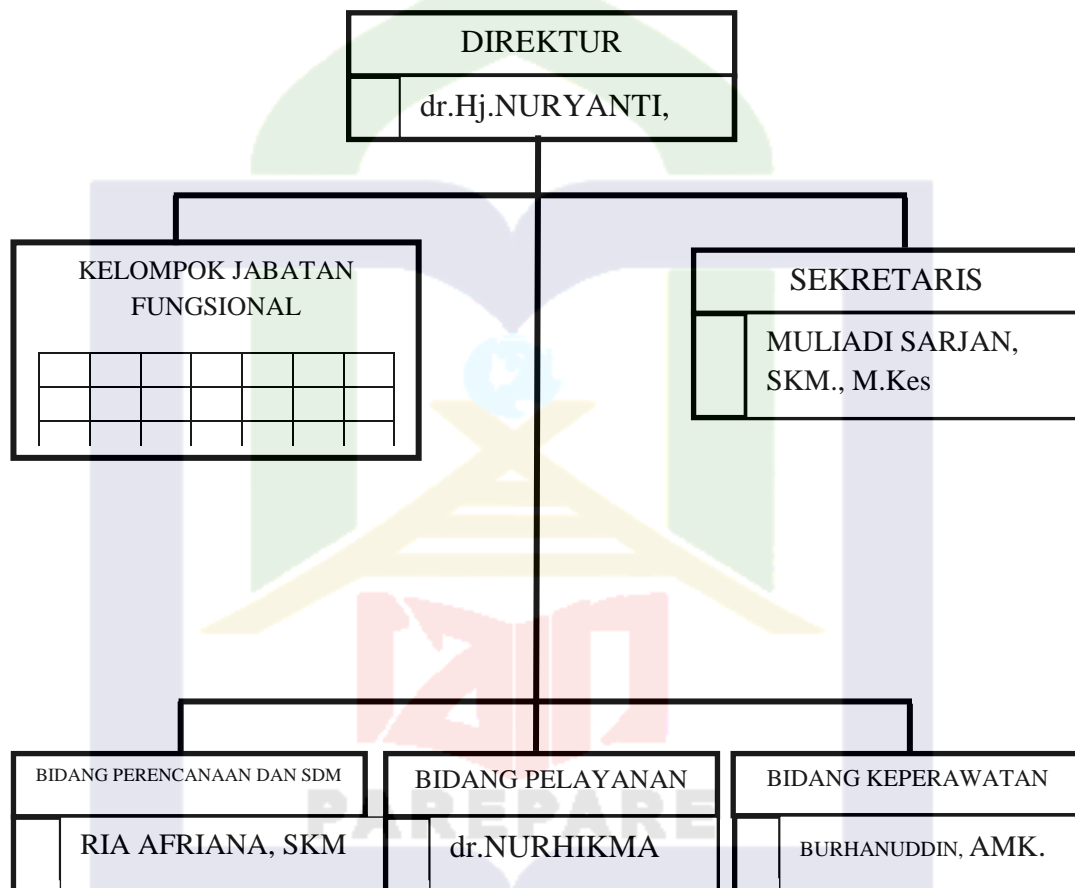 DIREKTUR
dr.Hj.NURYANTI,
KELOMPOK JABATAN
FUNGSIONAL
SEKRETARIS
MULIADI SARJAN,
SKM., M.Kes
BIDANG PERENCANAAN DAN SDM
RIA AFRIANA, SKM
BIDANG PELAYANAN
dr.NURHIKMA
BIDANG KEPERAWATAN
BURHANUDDIN, AMK.
PAREPARE